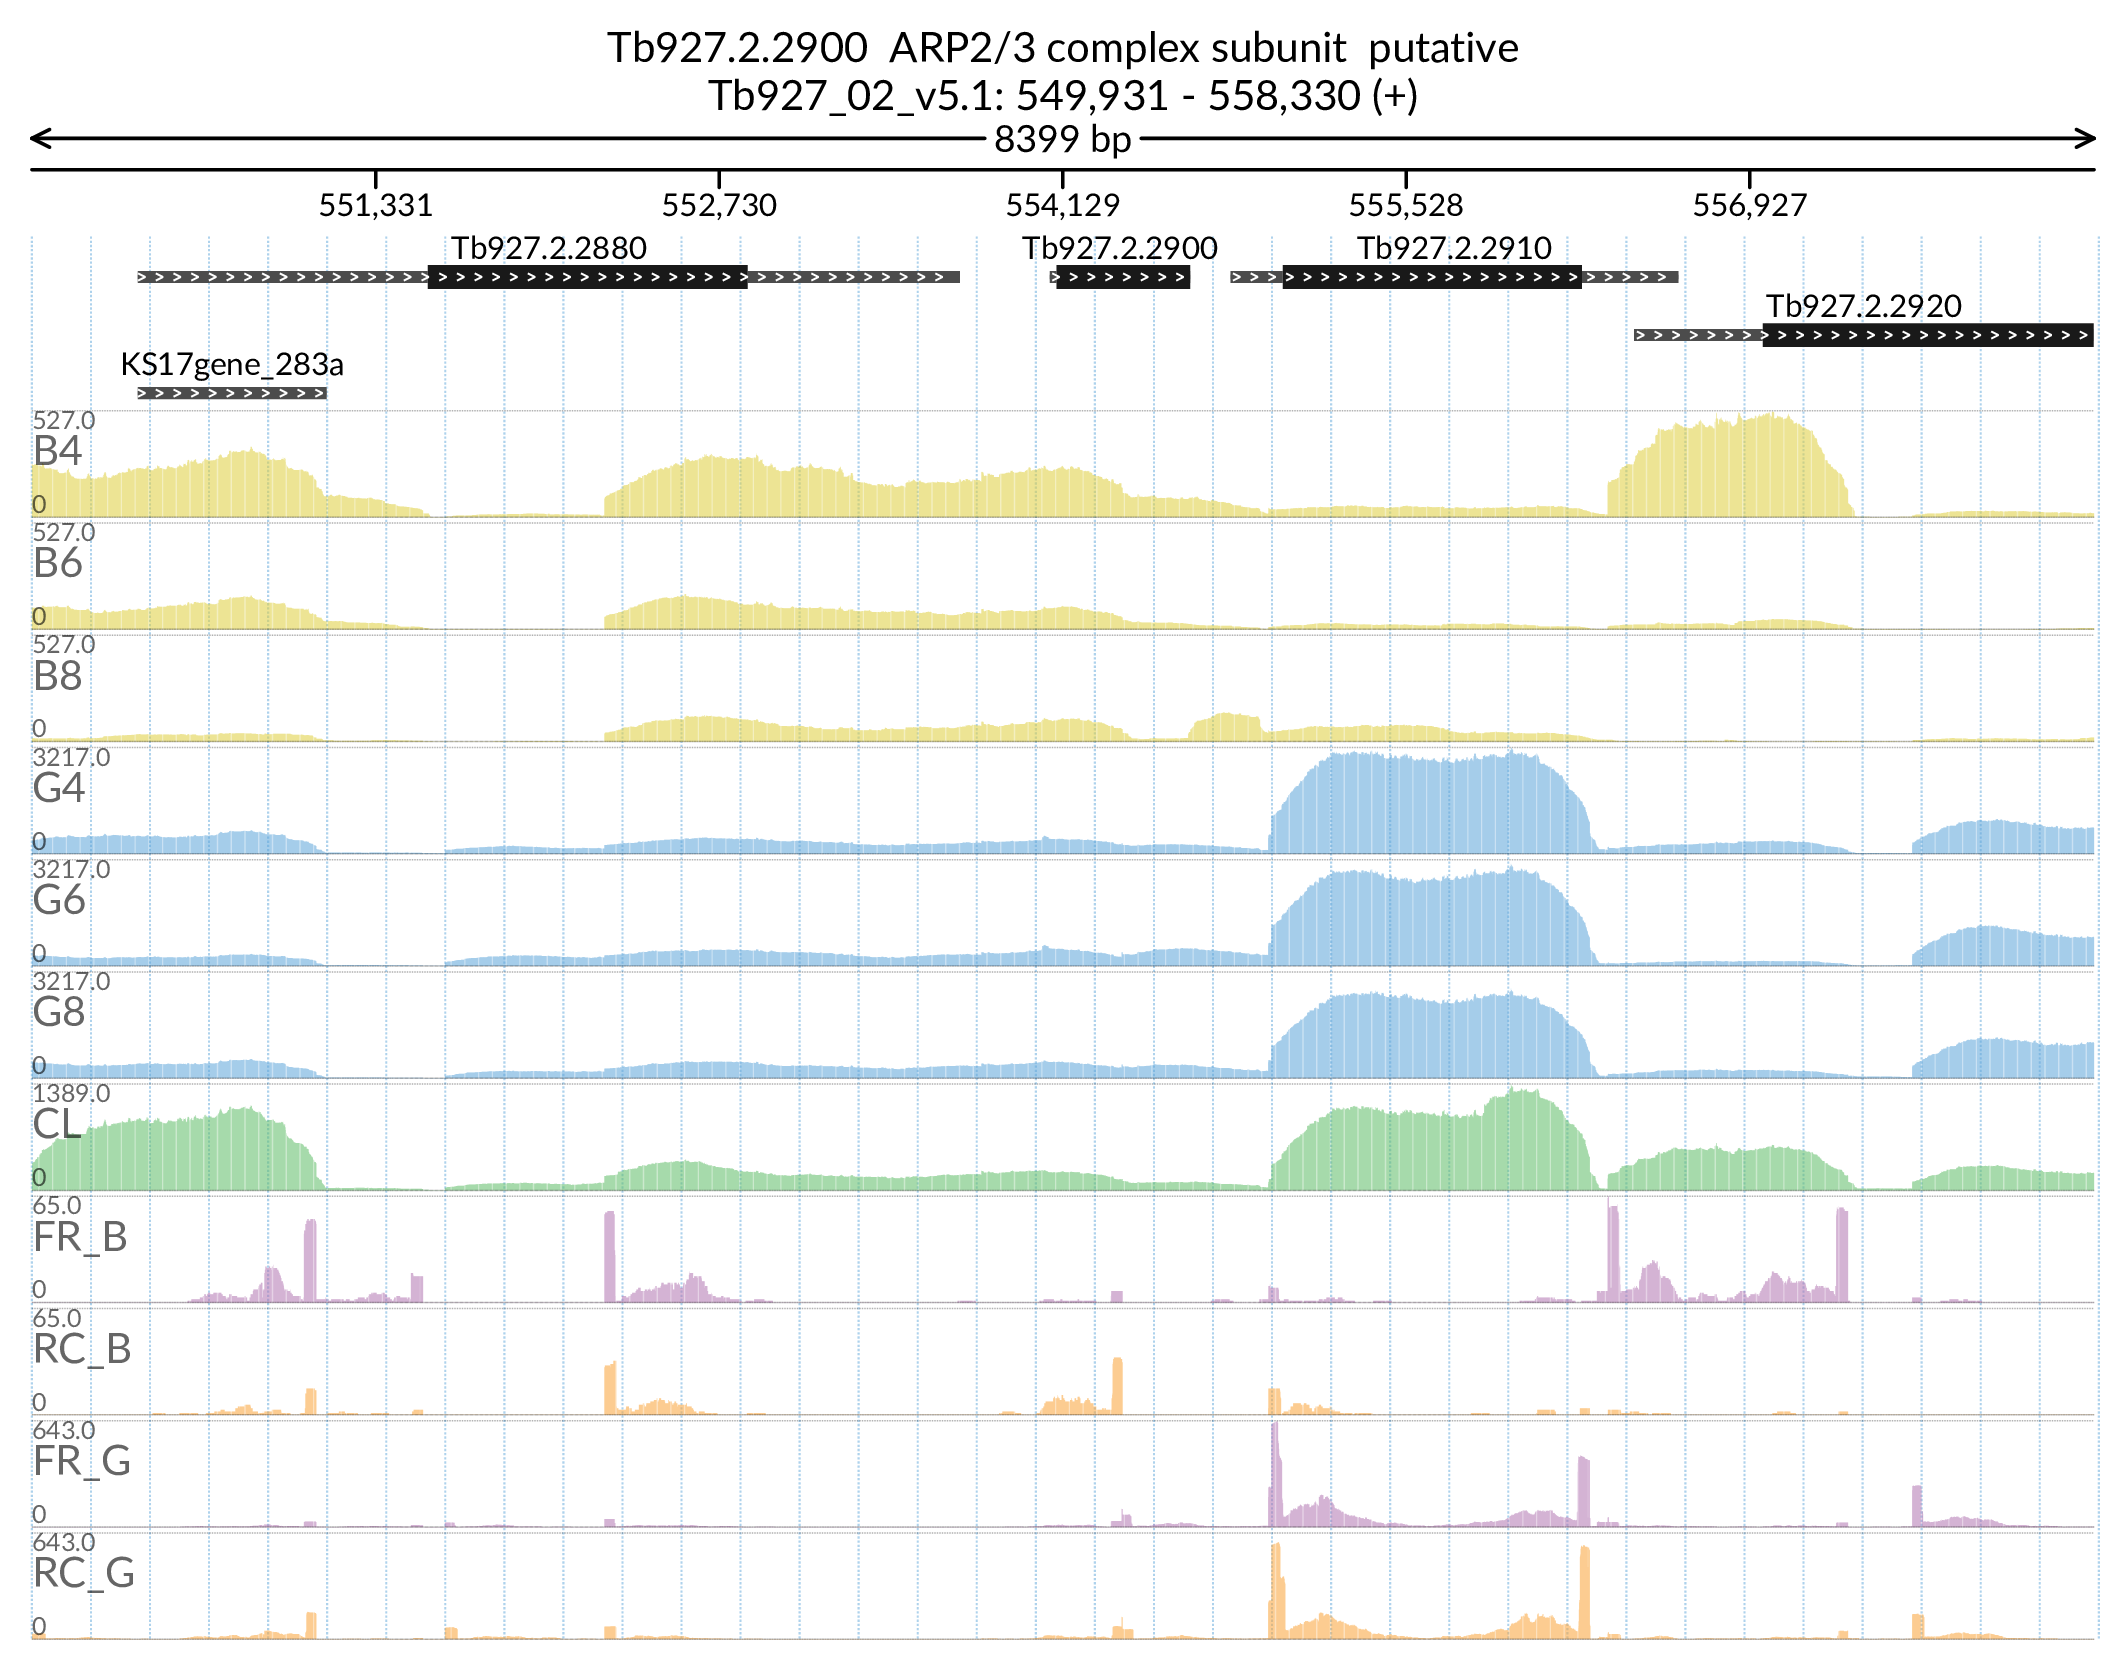 Tb927.2.2900  ARP2/3 complex subunit  putative
Tb927_02_v5.1: 549,931 - 558,330 (+)
8399 bp
551,331 552,730 554,129 555,528 556,927
Tb927.2.2880 Tb927.2.2900 Tb927.2.2910
Tb927.2.2920
KS17gene_283a
527.0
B4
0
527.0
B6
0
527.0
B8
0
3217.0
G4
0
3217.0
G6
0
3217.0
G8
0
1389.0
CL
0
65.0
FR_B
0
65.0
RC_B
0
643.0
FR_G
0
643.0
RC_G
0